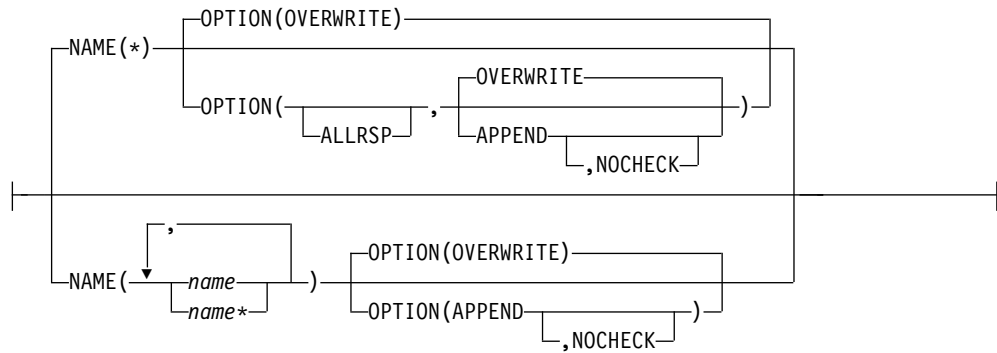 OPTION(OVERWRITE)
NAME(*)
OVERWRITE
OPTION( , )
ALLRSP APPEND
,NOCHECK
,
OPTION(OVERWRITE)
NAME( name )
name* OPTION(APPEND )
,NOCHECK